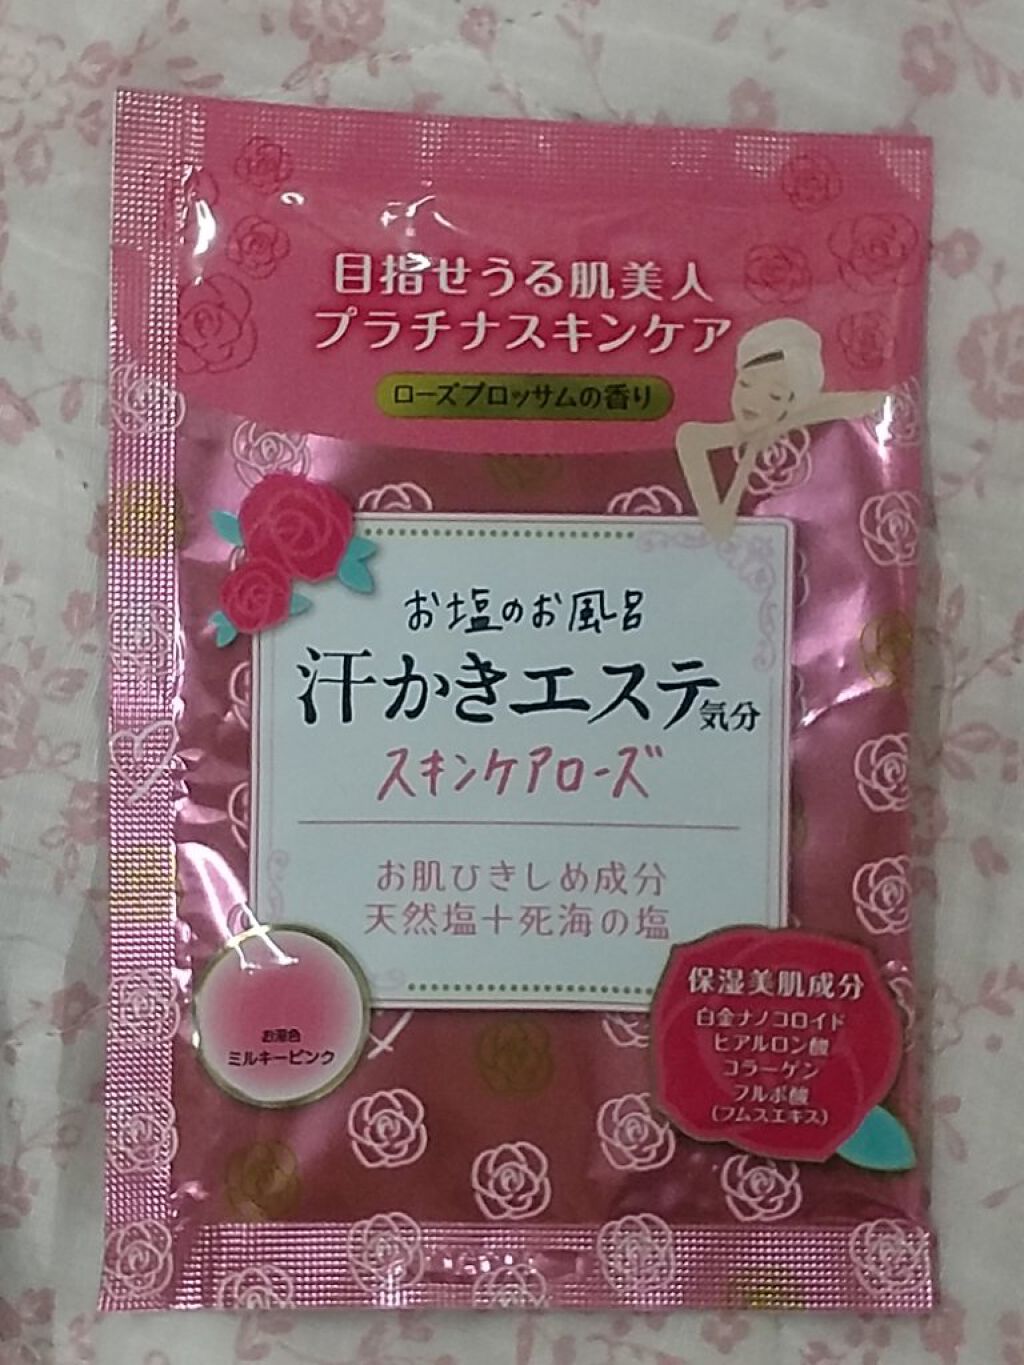 目指せうる肌美人
プラチナスキンケア
ローズブロッサムの香り
お塩のお風呂
汗かきエステ気分
スキンケアローズ
お肌ひきしめ成分
天然塩＋死海の塩
お湯色
ミルキーピンク
保湿美肌成分
白金ナノコロイド
ヒアルロン酸
コラーゲン
フルボ酸
(フムスエキス)